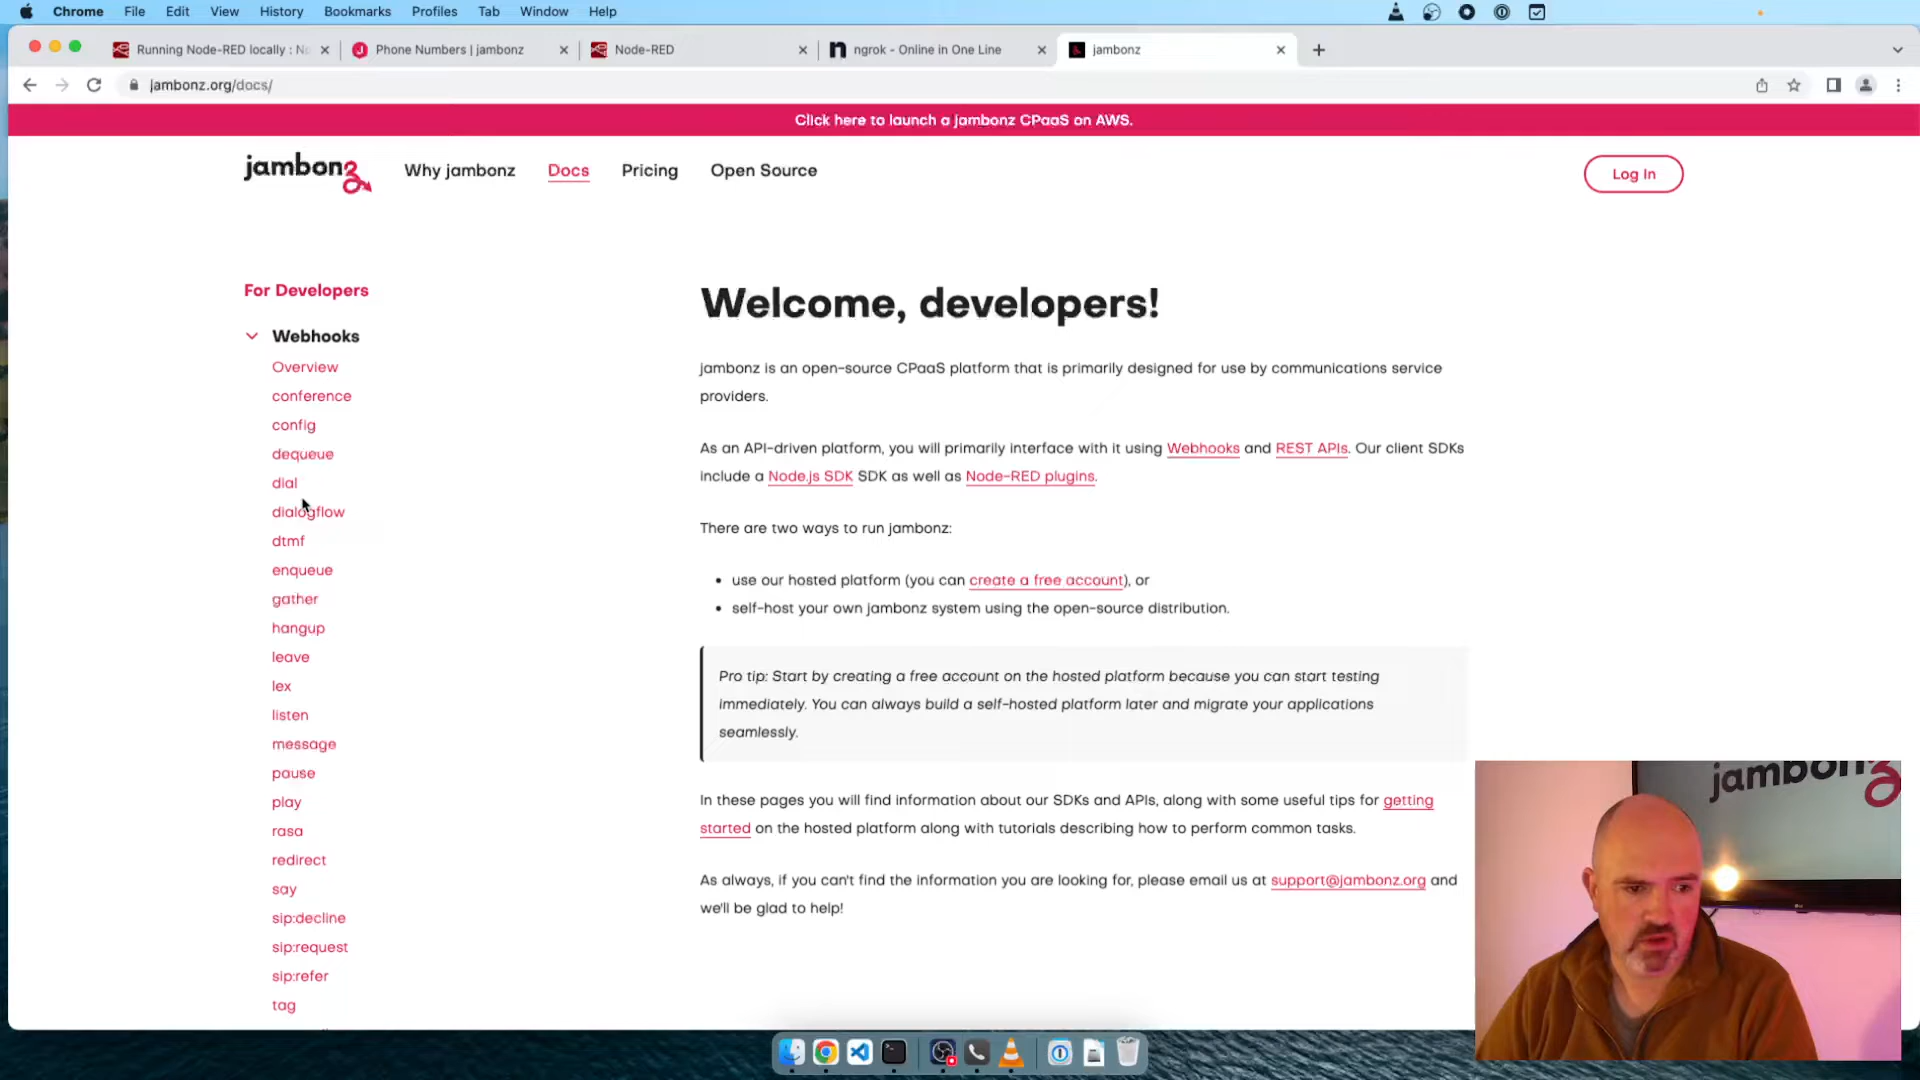 Chrome File Edit View History Bookmarks Profiles Tab Window Help
Running Node-RED locally : N
Phone Numbers | jambonz
Node-RED
ngrok - Online in One Line
jambonz
jambonz.org/docs/
Click here to launch a jambonz CPaaS on AWS.
jambonz
Why jambonz
Docs
Pricing
Open Source
Log In
For Developers
Webhooks
Overview
conference
config
dequeue
dial
dialogflow
dtmf
enqueue
gather
hangup
leave
lex
listen
message
pause
play
rasa
redirect
say
sip:decline
sip:request
sip:refer
tag
Welcome, developers!
jambonz is an open-source CPaaS platform that is primarily designed for use by communications service
providers.
As an API-driven platform, you will primarily interface with it using Webhooks and REST APIs. Our client SDKs
include a Node.js SDK SDK as well as Node-RED plugins.
There are two ways to run jambonz:
• use our hosted platform (you can create a free account), or
• self-host your own jambonz system using the open-source distribution.
Pro tip: Start by creating a free account on the hosted platform because you can start testing
immediately. You can always build a self-hosted platform later and migrate your applications
seamlessly.
In these pages you will find information about our SDKs and APIs, along with some useful tips for getting
started on the hosted platform along with tutorials describing how to perform common tasks.
As always, if you can't find the information you are looking for, please email us at support@jambonz.org and
we'll be glad to help!
jambonz